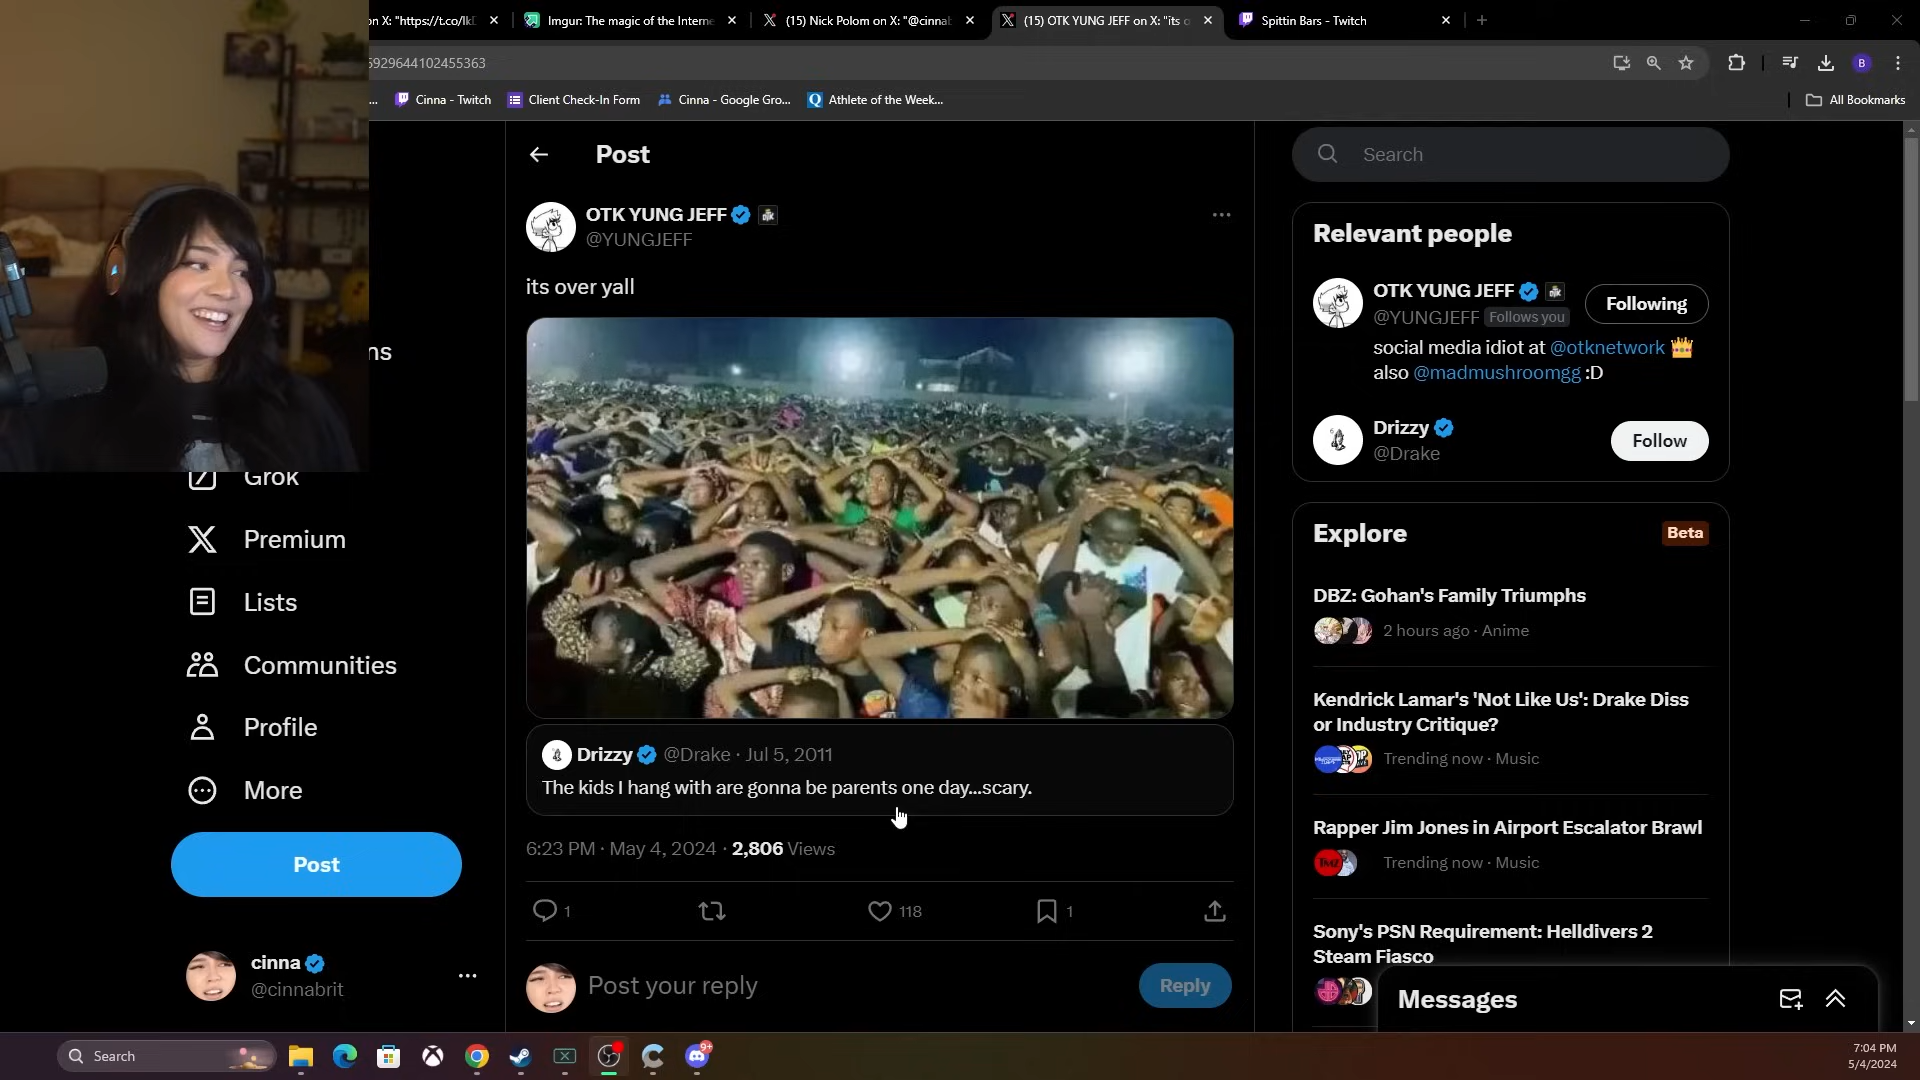 on X: "https://t.co/lkD
Imgur: The magic of the Interne
(15) Nick Polom on X: "@cinnab
(15) OTK YUNG JEFF on X: "its o
Spittin Bars - Twitch
5929644102455363
B
...
Cinna - Twitch
Client Check-In Form
Cinna - Google Gro...
Athlete of the Week...
All Bookmarks
ns
Grok
Premium
Lists
Communities
Profile
More
Post
cinna
@cinnabrit
Post
OTK YUNG JEFF
@YUNGJEFF
its over yall
Drizzy @Drake · Jul 5, 2011
The kids I hang with are gonna be parents one day...scary.
6:23 PM · May 4, 2024 · 2,806 Views
1
118
1
Post your reply
Reply
Search
Relevant people
OTK YUNG JEFF
@YUNGJEFF Follows you
Following
social media idiot at @otknetwork
also @madmushroomgg :D
Drizzy
@Drake
Follow
Explore
Beta
DBZ: Gohan's Family Triumphs
2 hours ago · Anime
Kendrick Lamar's 'Not Like Us': Drake Diss
or Industry Critique?
Trending now · Music
Rapper Jim Jones in Airport Escalator Brawl
TMZ
Trending now · Music
Sony's PSN Requirement: Helldivers 2
Steam Fiasco
Messages
Search
9+
7:04 PM
5/4/2024